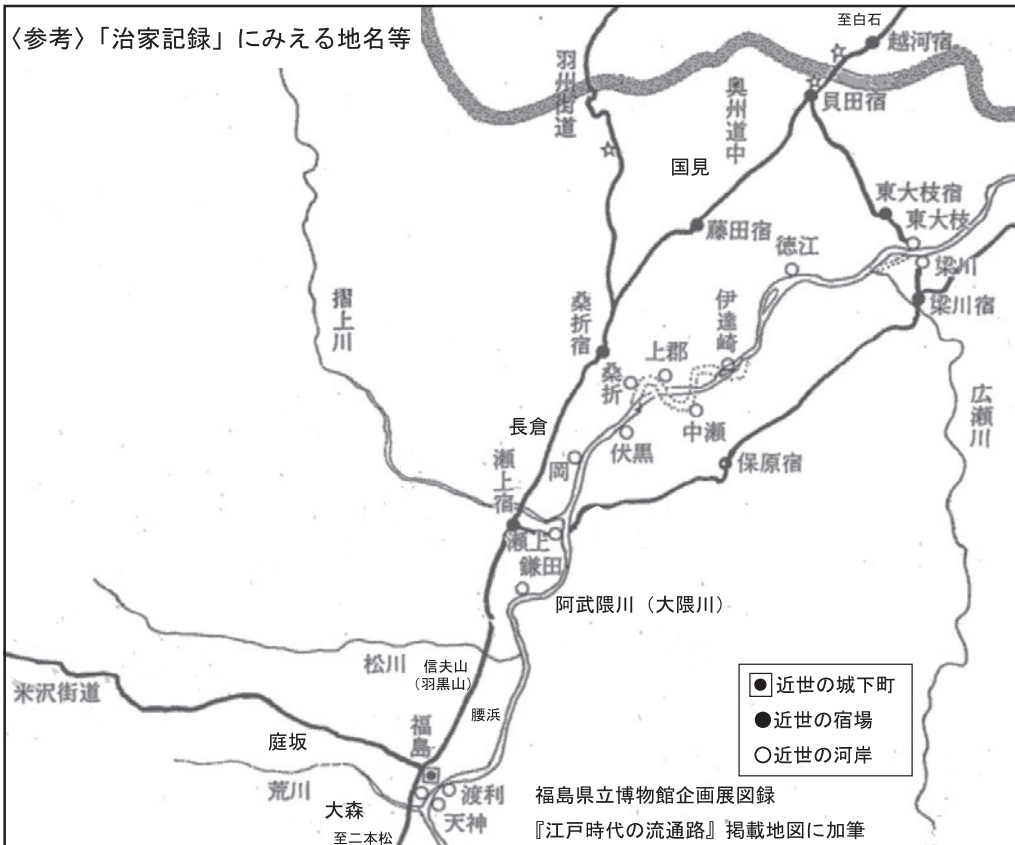 〈参考〉「治家記録」にみえる地名等
至白石
越河宿
羽州街道
奥州道中
貝田宿
国見
東大枝宿
東大枝
藤田宿
徳江
梁川
梁川宿
摺上川
桑折宿
伊達崎
上郡
桑折
広瀬川
長倉
中瀬
伏黒
瀬上宿
岡
保原宿
瀬上
鎌田
阿武隈川(大隈川)
松川
信夫山
(羽黒山)
米沢街道
腰浜
福島
庭坂
荒川
渡利
大森
天神
至二本松
近世の城下町
近世の宿場
近世の河岸
福島県立博物館企画展図録
『江戸時代の流通路』掲載地図に加筆